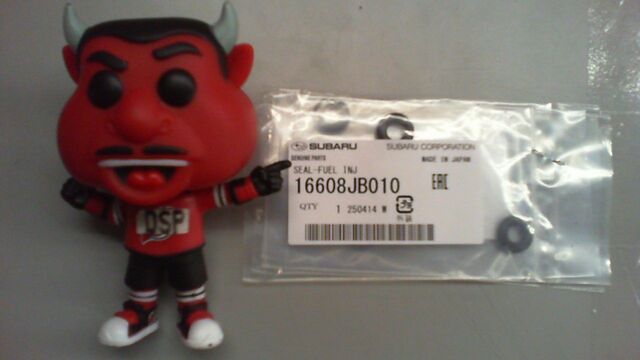 SUBARU
SUBARU CORPORATION
GENUINE PARTS
MADE IN JAPAN
SEAL-FUEL INJ
16608JB010
EAC
QTY 1 250414 W
DSP